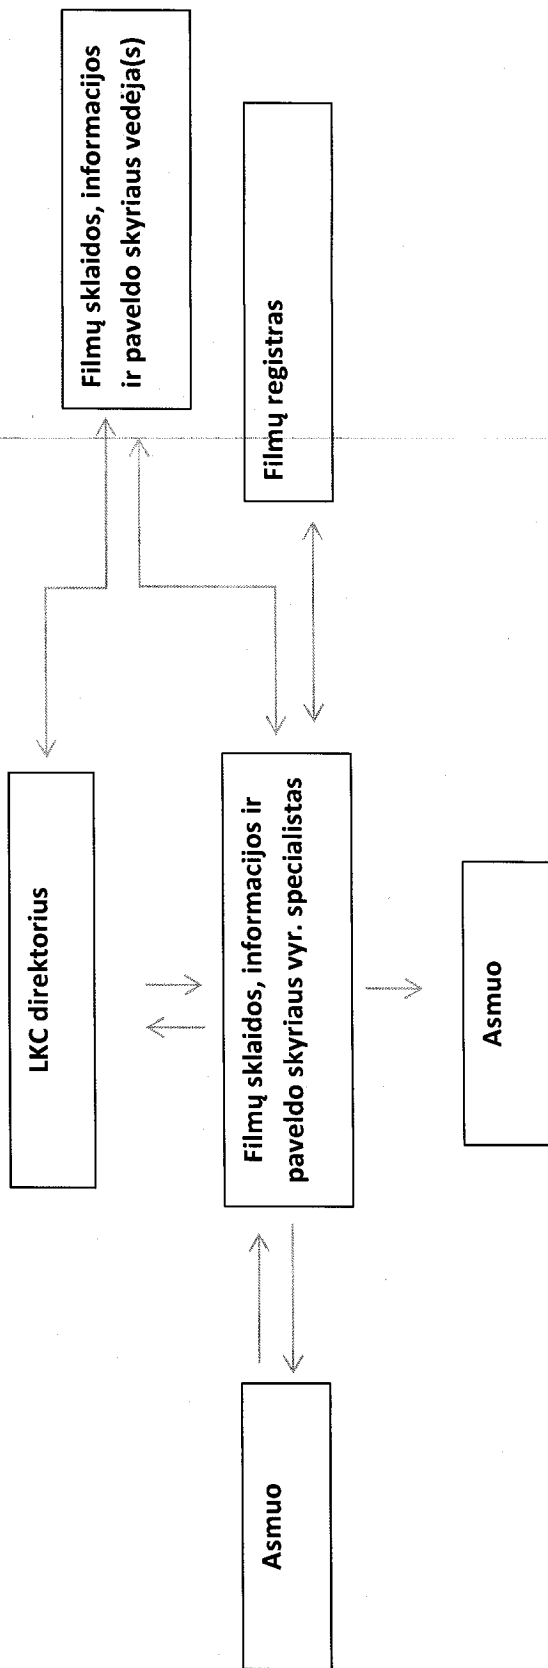 LKC direktorius
Filmų sklaidos, informacijos
ir paveldo skyriaus vedėja(s)
Asmuo
Filmų sklaidos, informacijos ir
paveldo skyriaus vyr. specialistas
Filmų registras
Asmuo